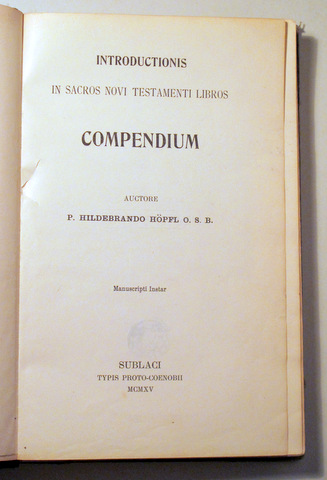 INTRODUCTIONIS
IN SACROS NOVI TESTAMENTI LIBROS
COMPENDIUM
AUCTORE
P. HILDEBRANDO HÖPFL O. S. B.
Manuscripti Instar
SUBLACI
TYPIS PROTO-COENOBII
MCMXV